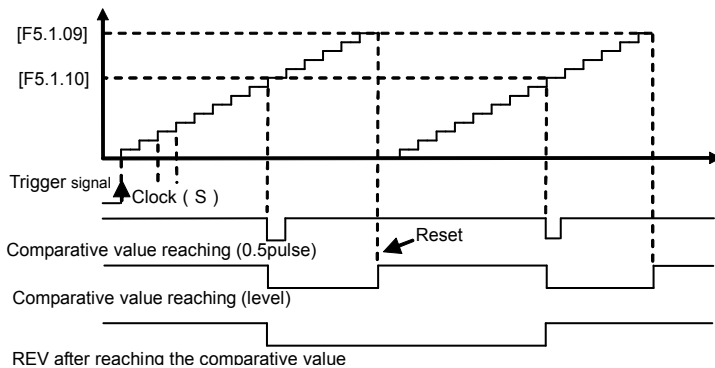 [F5.1.09]
[F5.1.10]
Trigger signal
Clock ( S )
Reset
Comparative value reaching (0.5pulse)
Comparative value reaching (level)
REV after reaching the comparative value